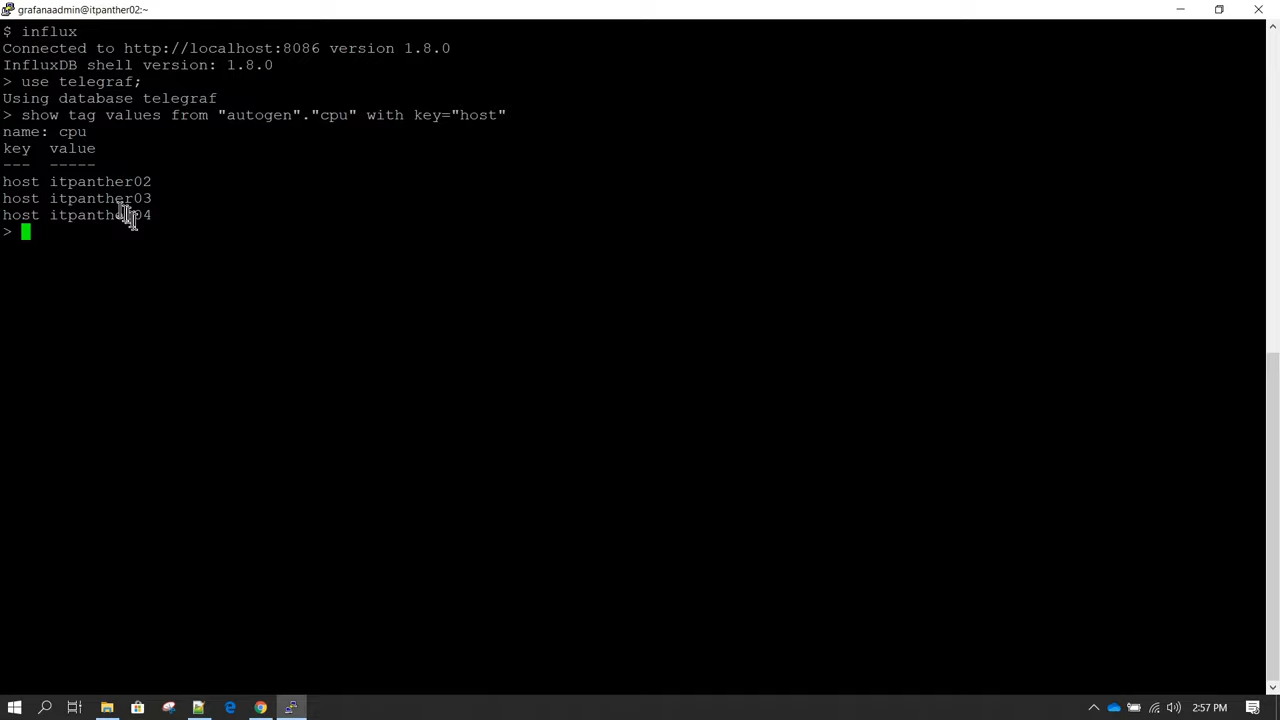 grafanaadmin@itpanther02:~
$ influx
Connected to http://localhost:8086 version 1.8.0
InfluxDB shell version: 1.8.0
> use telegraf;
Using database telegraf
> show tag values from "autogen"."cpu" with key="host"
name: cpu
key  value
---  -----
host itpanther02
host itpanther03
host itpanther04
>
2:57 PM